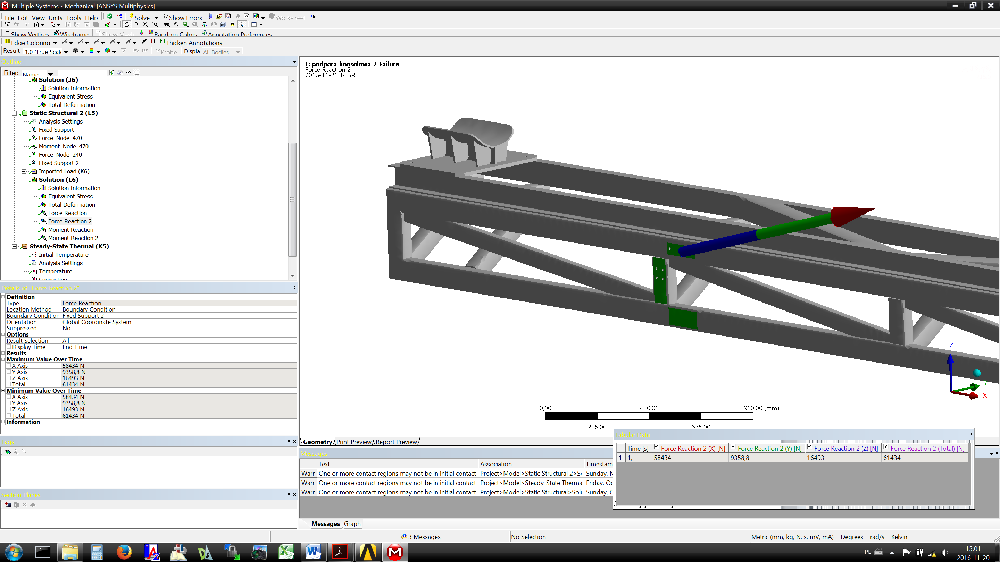 Multiple Systems - Mechanical [ANSYS Multiphysics]
File Edit View Units Tools Help Solve Show Errors Worksheet
Show Vertices Wireframe Show Mesh Random Colors Annotation Preferences
Edge Coloring Thicken Annotations
Result 1.0 (True Scale Probe Displa All Bodies
Outline
Filter: Name
Solution (J6)
Solution Information
Equivalent Stress
Total Deformation
Static Structural 2 (L5)
Analysis Settings
Fixed Support
Force_Node_470
Moment_Node_470
Force_Node_240
Fixed Support 2
Imported Load (K6)
Solution (L6)
Solution Information
Equivalent Stress
Total Deformation
Force Reaction
Force Reaction 2
Moment Reaction
Moment Reaction 2
Steady-State Thermal (K5)
Initial Temperature
Analysis Settings
Temperature
Convection
Details of "Force Reaction 2"
Definition
Type Force Reaction
Location Method Boundary Condition
Boundary Condition Fixed Support 2
Orientation Global Coordinate System
Suppressed No
Options
Result Selection All
Display Time End Time
Results
Maximum Value Over Time
X Axis 58434 N
Y Axis 9358,8 N
Z Axis 16493 N
Total 61434 N
Minimum Value Over Time
X Axis 58434 N
Y Axis 9358,8 N
Z Axis 16493 N
Total 61434 N
Information
Tags
Section Planes
L: podpora_konsolowa_2_Failure
Force Reaction 2
2016-11-20 14:58
Z
Y
X
0,00 450,00 900,00 (mm)
225,00 675,00
Geometry Print Preview Report Preview
Messages
Text Association Timestam
Warr One or more contact regions may not be in initial contact Project>Model>Static Structural 2>Sc Sunday, N
Warr One or more contact regions may not be in initial contact Project>Model>Steady-State Therma Friday, Oc
Warr One or more contact regions may not be in initial contact Project>Model>Static Structural>Solu Sunday, C
Tabular Data
Time [s] Force Reaction 2 (X) [N] Force Reaction 2 (Y) [N] Force Reaction 2 (Z) [N] Force Reaction 2 (Total) [N]
1 1, 58434 9358,8 16493 61434
Messages Graph
3 Messages No Selection Metric (mm, kg, N, s, mV, mA) Degrees rad/s Kelvin
PL 15:01
2016-11-20